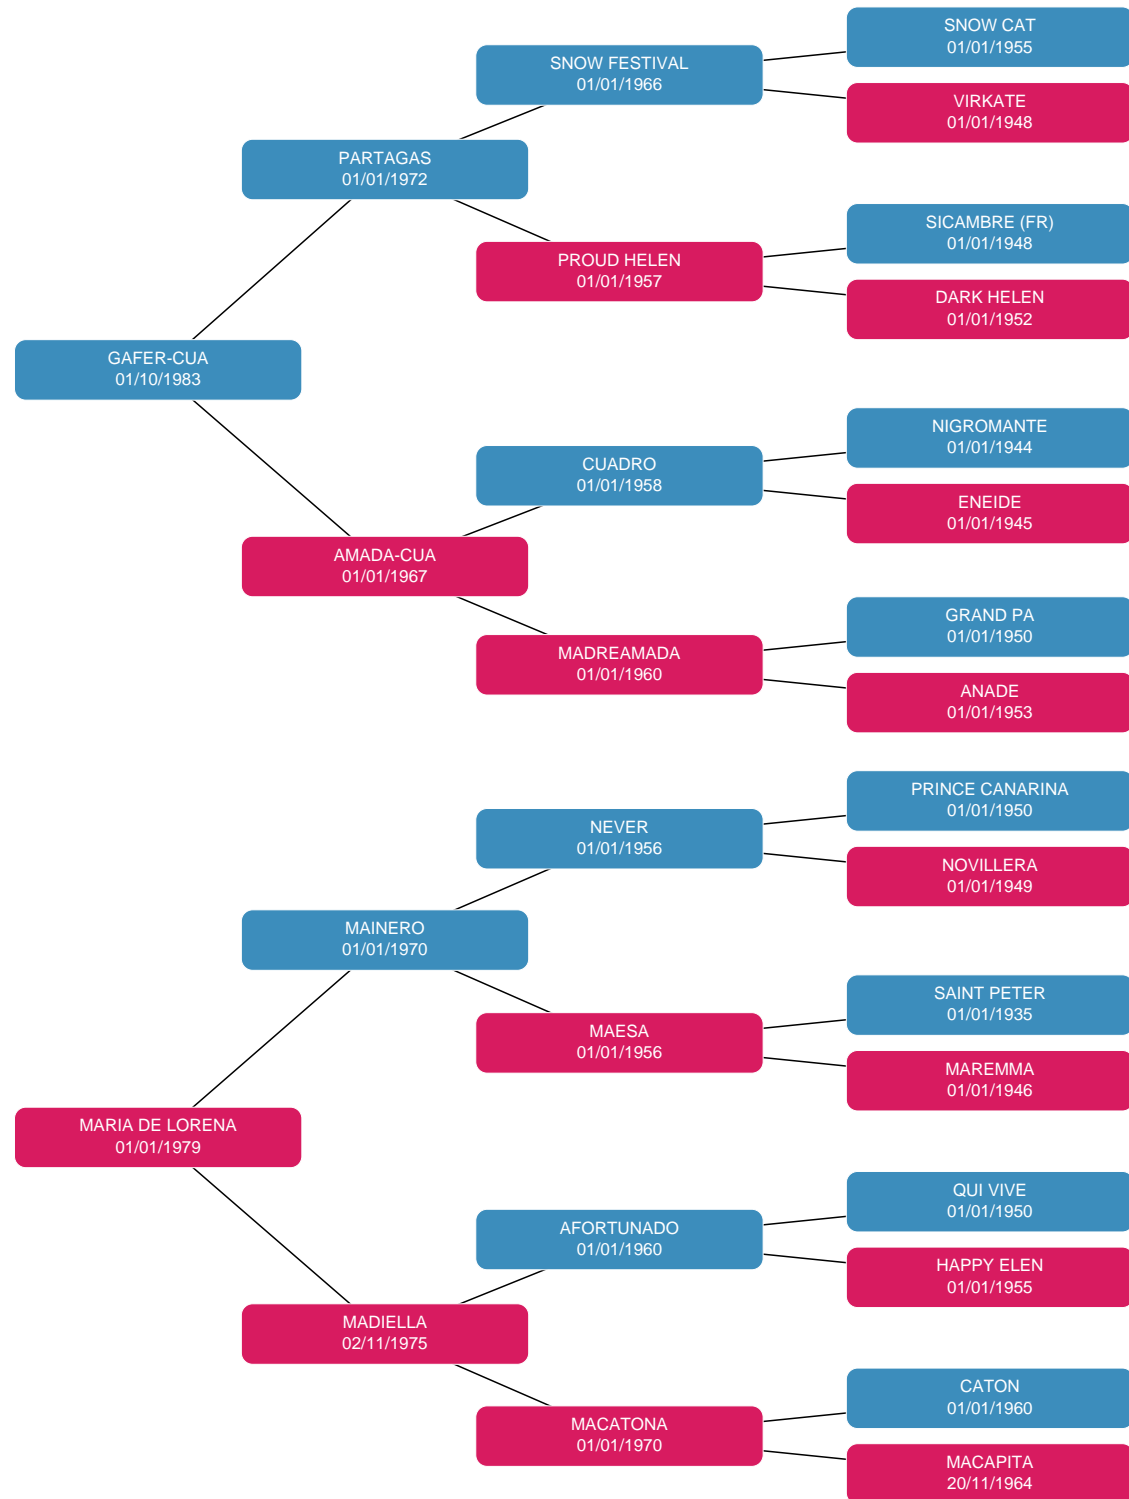 SNOW CAT
01/01/1955
SNOW FESTIVAL
01/01/1966
VIRKATE
01/01/1948
PARTAGAS
01/01/1972
SICAMBRE (FR)
01/01/1948
PROUD HELEN
01/01/1957
DARK HELEN
01/01/1952
GAFER-CUA
01/10/1983
NIGROMANTE
01/01/1944
CUADRO
01/01/1958
ENEIDE
01/01/1945
AMADA-CUA
01/01/1967
GRAND PA
01/01/1950
MADREAMADA
01/01/1960
ANADE
01/01/1953
PRINCE CANARINA
01/01/1950
NEVER
01/01/1956
NOVILLERA
01/01/1949
MAINERO
01/01/1970
SAINT PETER
01/01/1935
MAESA
01/01/1956
MAREMMA
01/01/1946
MARIA DE LORENA
01/01/1979
QUI VIVE
01/01/1950
AFORTUNADO
01/01/1960
HAPPY ELEN
01/01/1955
MADIELLA
02/11/1975
CATON
01/01/1960
MACATONA
01/01/1970
MACAPITA
20/11/1964